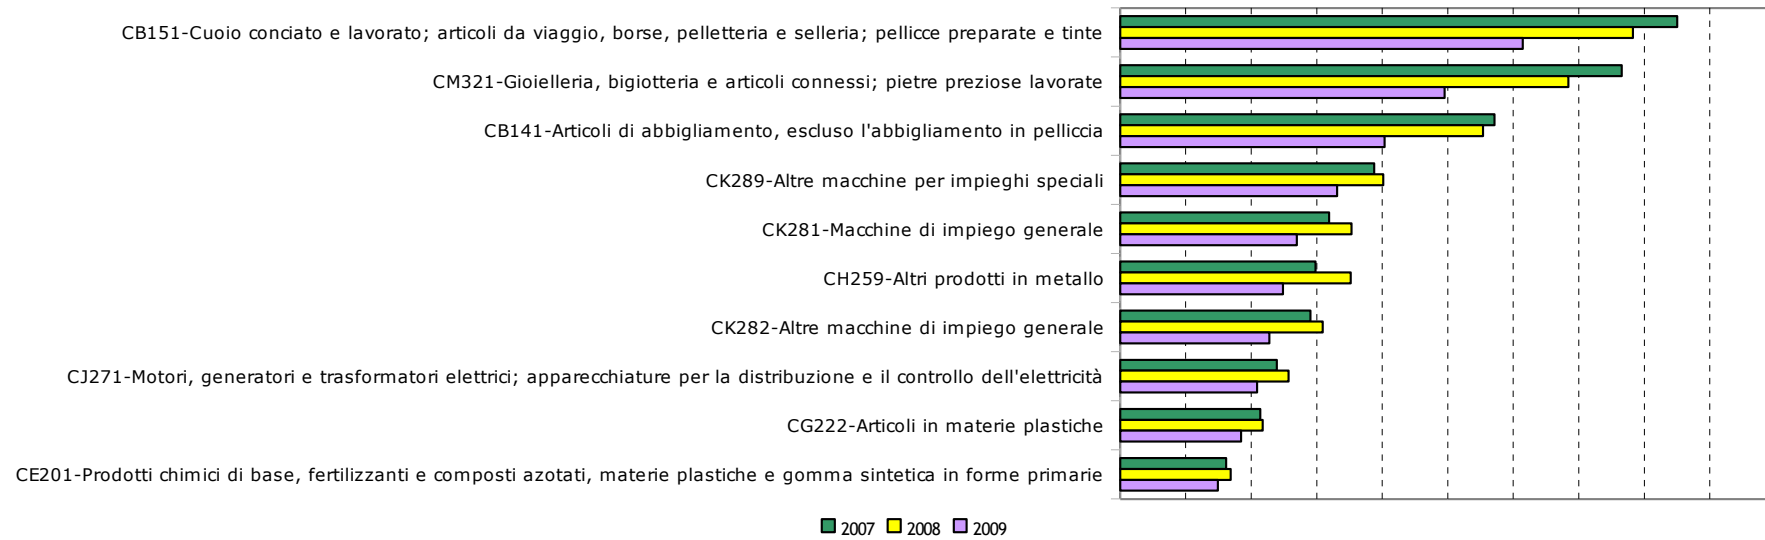 CB151-Cuoio conciato e lavorato; articoli da viaggio, borse, pelletteria e selleria; pellicce preparate e tinte
CM321-Gioielleria, bigiotteria e articoli connessi; pietre preziose lavorate
CB141-Articoli di abbigliamento, escluso l'abbigliamento in pelliccia
CK289-Altre macchine per impieghi speciali
CK281-Macchine di impiego generale
CH259-Altri prodotti in metallo
CK282-Altre macchine di impiego generale
CJ271-Motori, generatori e trasformatori elettrici; apparecchiature per la distribuzione e il controllo dell'elettricità
CG222-Articoli in materie plastiche
CE201-Prodotti chimici di base, fertilizzanti e composti azotati, materie plastiche e gomma sintetica in forme primarie
2007 2008 2009